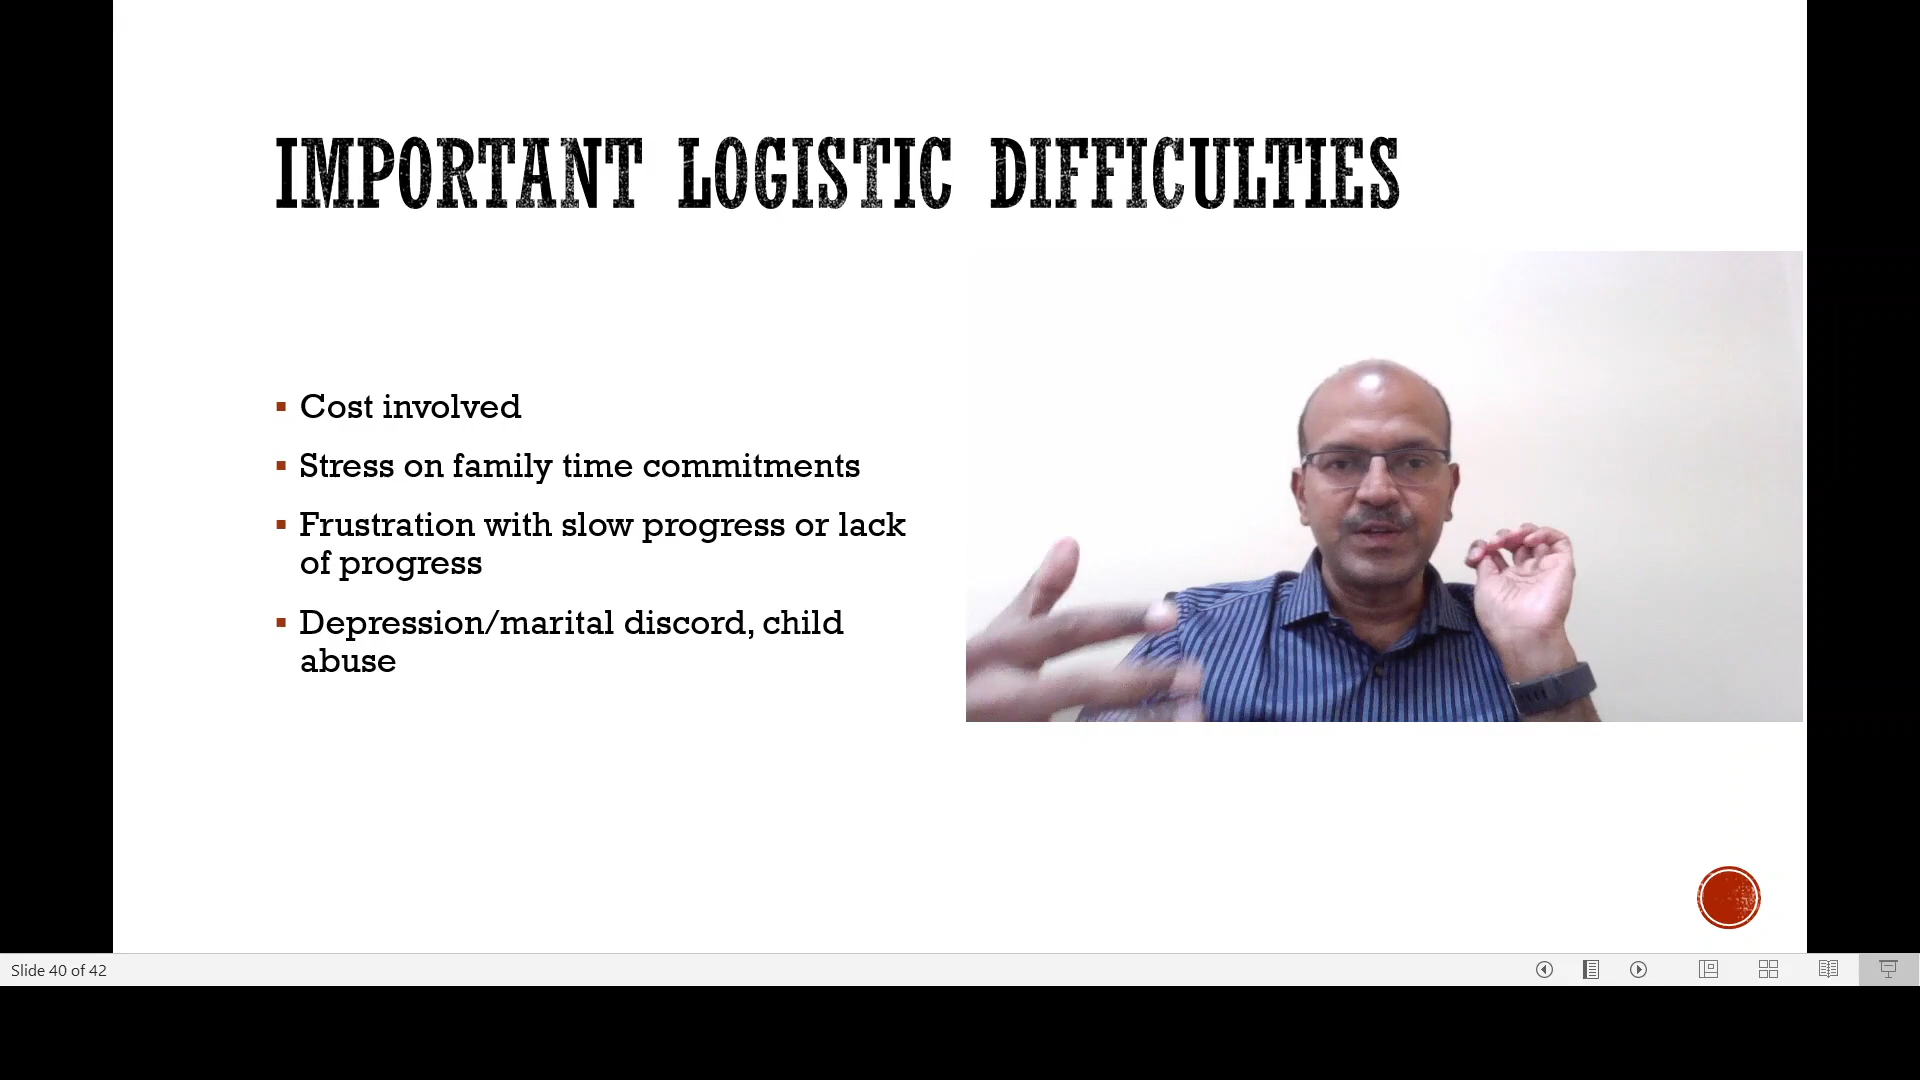 IMPORTANT LOGISTIC DIFFICULTIES
Cost involved
Stress on family time commitments
Frustration with slow progress or lack
of progress
Depression/marital discord, child
abuse
Slide 40 of 42